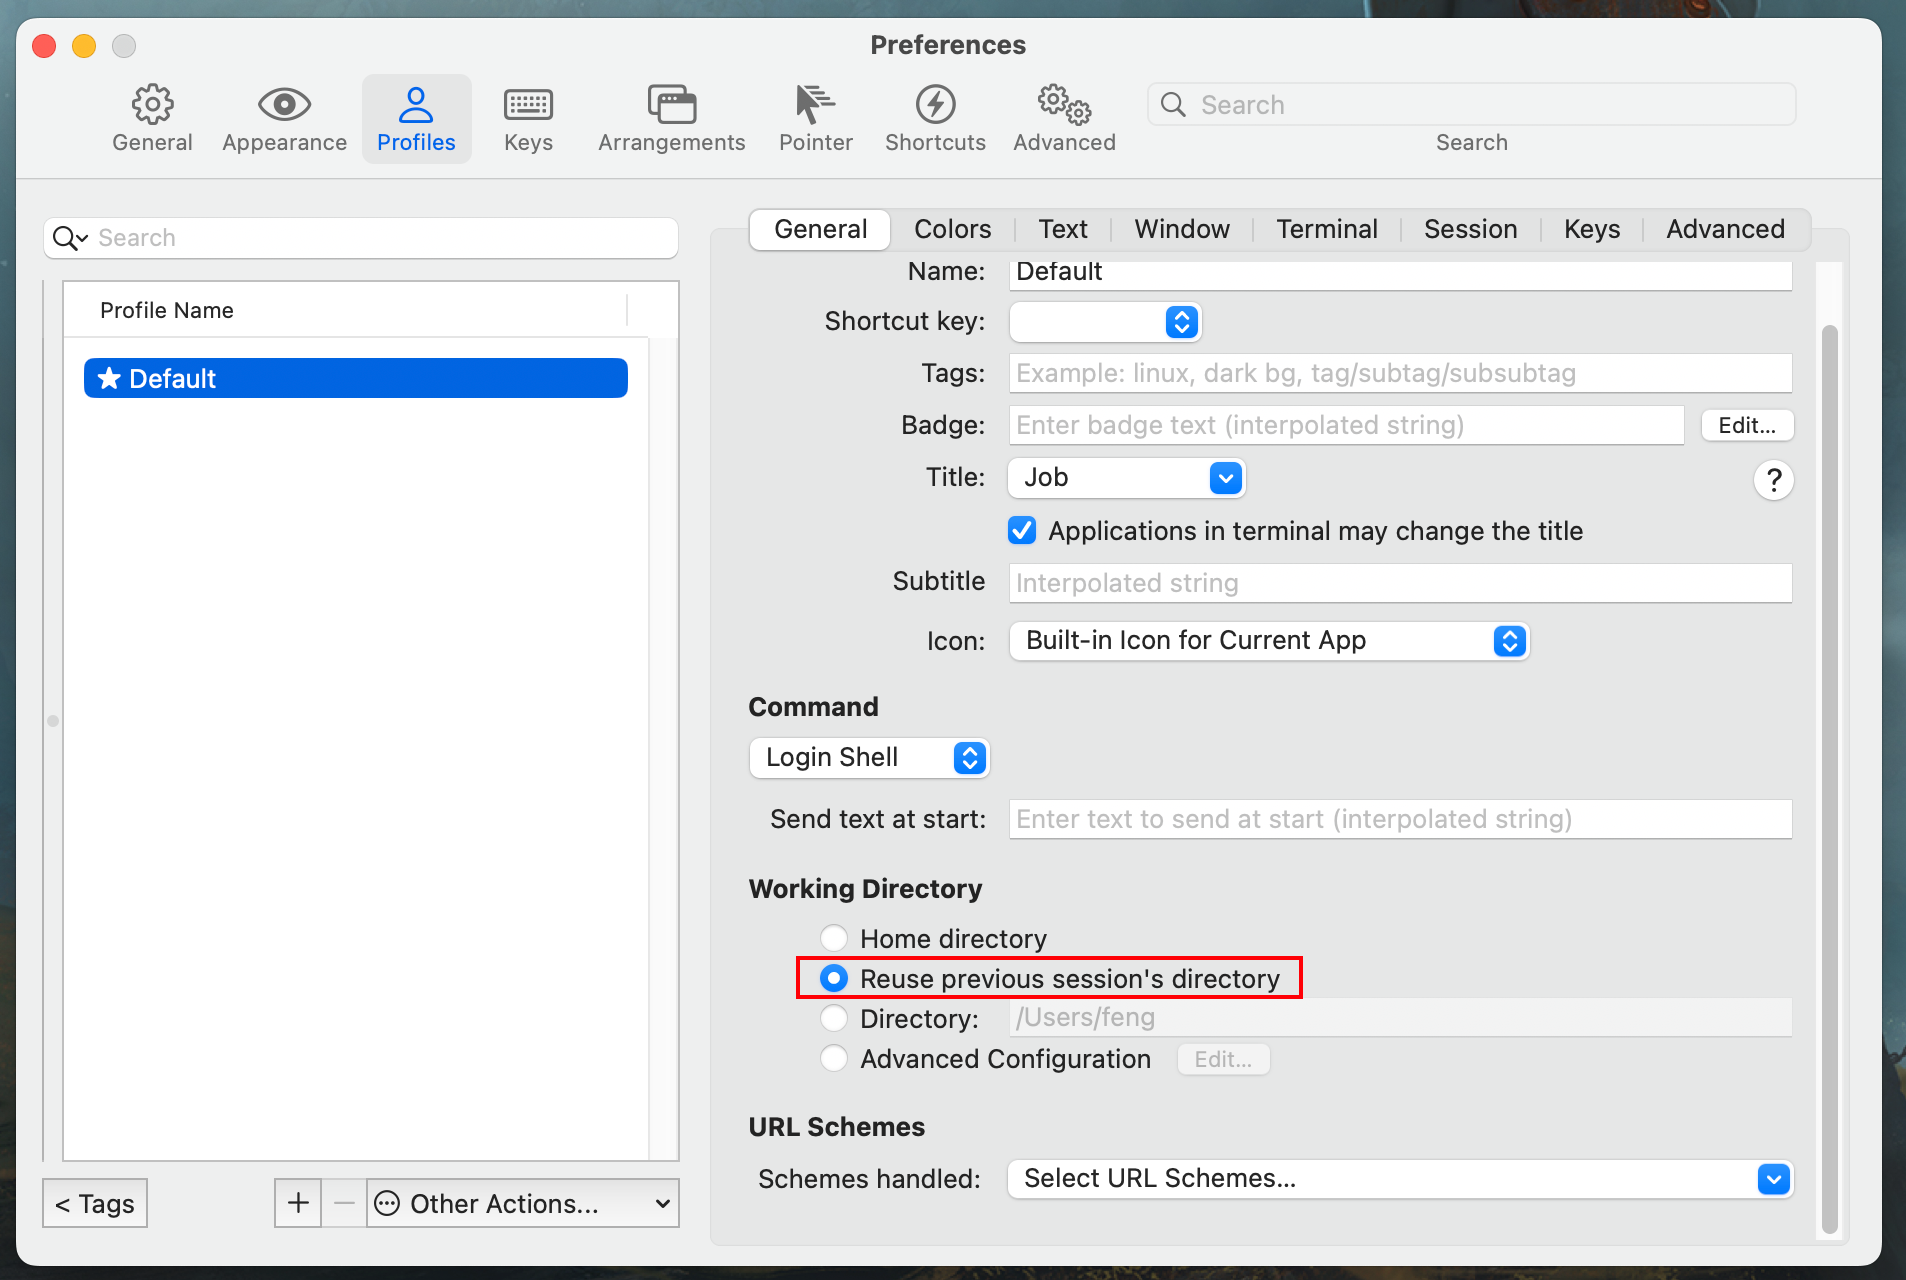 Preferences
General Appearance Profiles Keys Arrangements Pointer Shortcuts Advanced
Search
Search
Search
General Colors Text Window Terminal Session Keys Advanced
Profile Name
★ Default
Name: Default
Shortcut key:
Tags: Example: linux, dark bg, tag/subtag/subsubtag
Badge: Enter badge text (interpolated string) Edit...
Title: Job ?
Applications in terminal may change the title
Subtitle Interpolated string
Icon: Built-in Icon for Current App
Command
Login Shell
Send text at start: Enter text to send at start (interpolated string)
Working Directory
Home directory
Reuse previous session's directory
Directory: /Users/feng
Advanced Configuration Edit...
URL Schemes
Schemes handled: Select URL Schemes...
< Tags + − Other Actions...